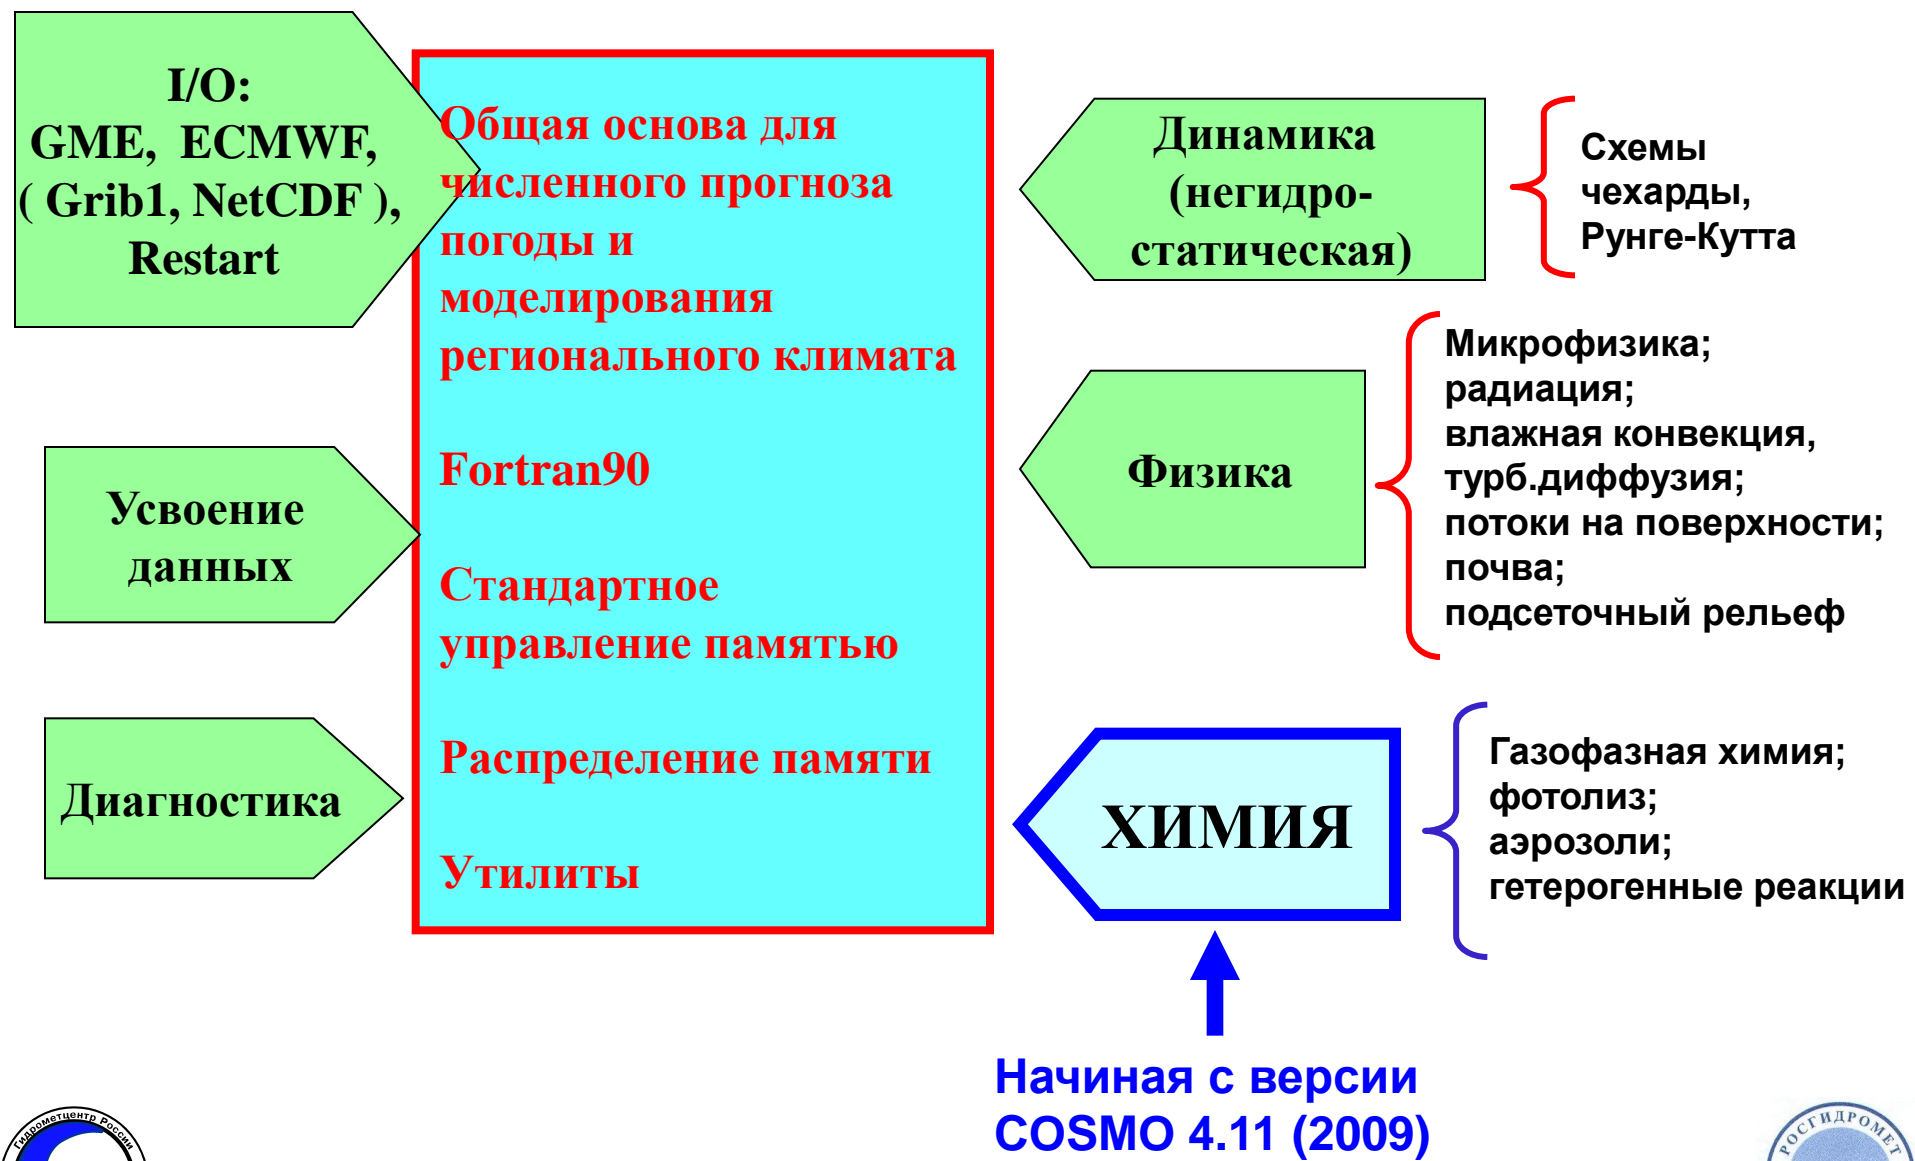 I/O:
GME, ECMWF,
( Grib1, NetCDF ),
Restart
Усвоение
данных
Диагностика
Общая основа для
численного прогноза
погоды и
моделирования
регионального климата
Fortran90
Стандартное
управление памятью
Распределение памяти
Утилиты
Динамика
(негидро-
статическая)
Схемы
чехарды,
Рунге-Кутта
Физика
Микрофизика;
радиация;
влажная конвекция,
турб.диффузия;
потоки на поверхности;
почва;
подсеточный рельеф
ХИМИЯ
Газофазная химия;
фотолиз;
аэрозоли;
гетерогенные реакции
Начиная с версии
COSMO 4.11 (2009)
Гидрометцентр России
РОСГИДРОМЕТ